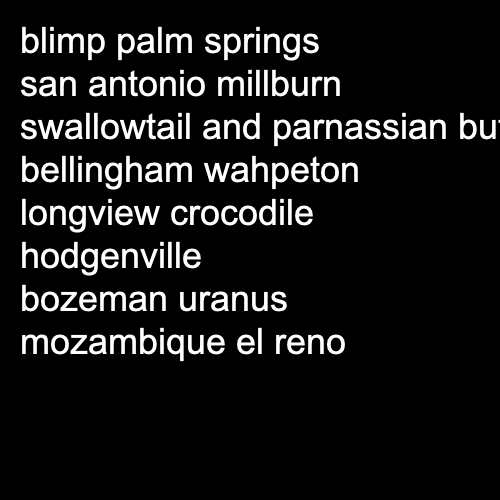 blimp palm springs
san antonio millburn
swallowtail and parnassian
bellingham wahpeton
longview crocodile
hodgenville
bozeman uranus
mozambique el reno